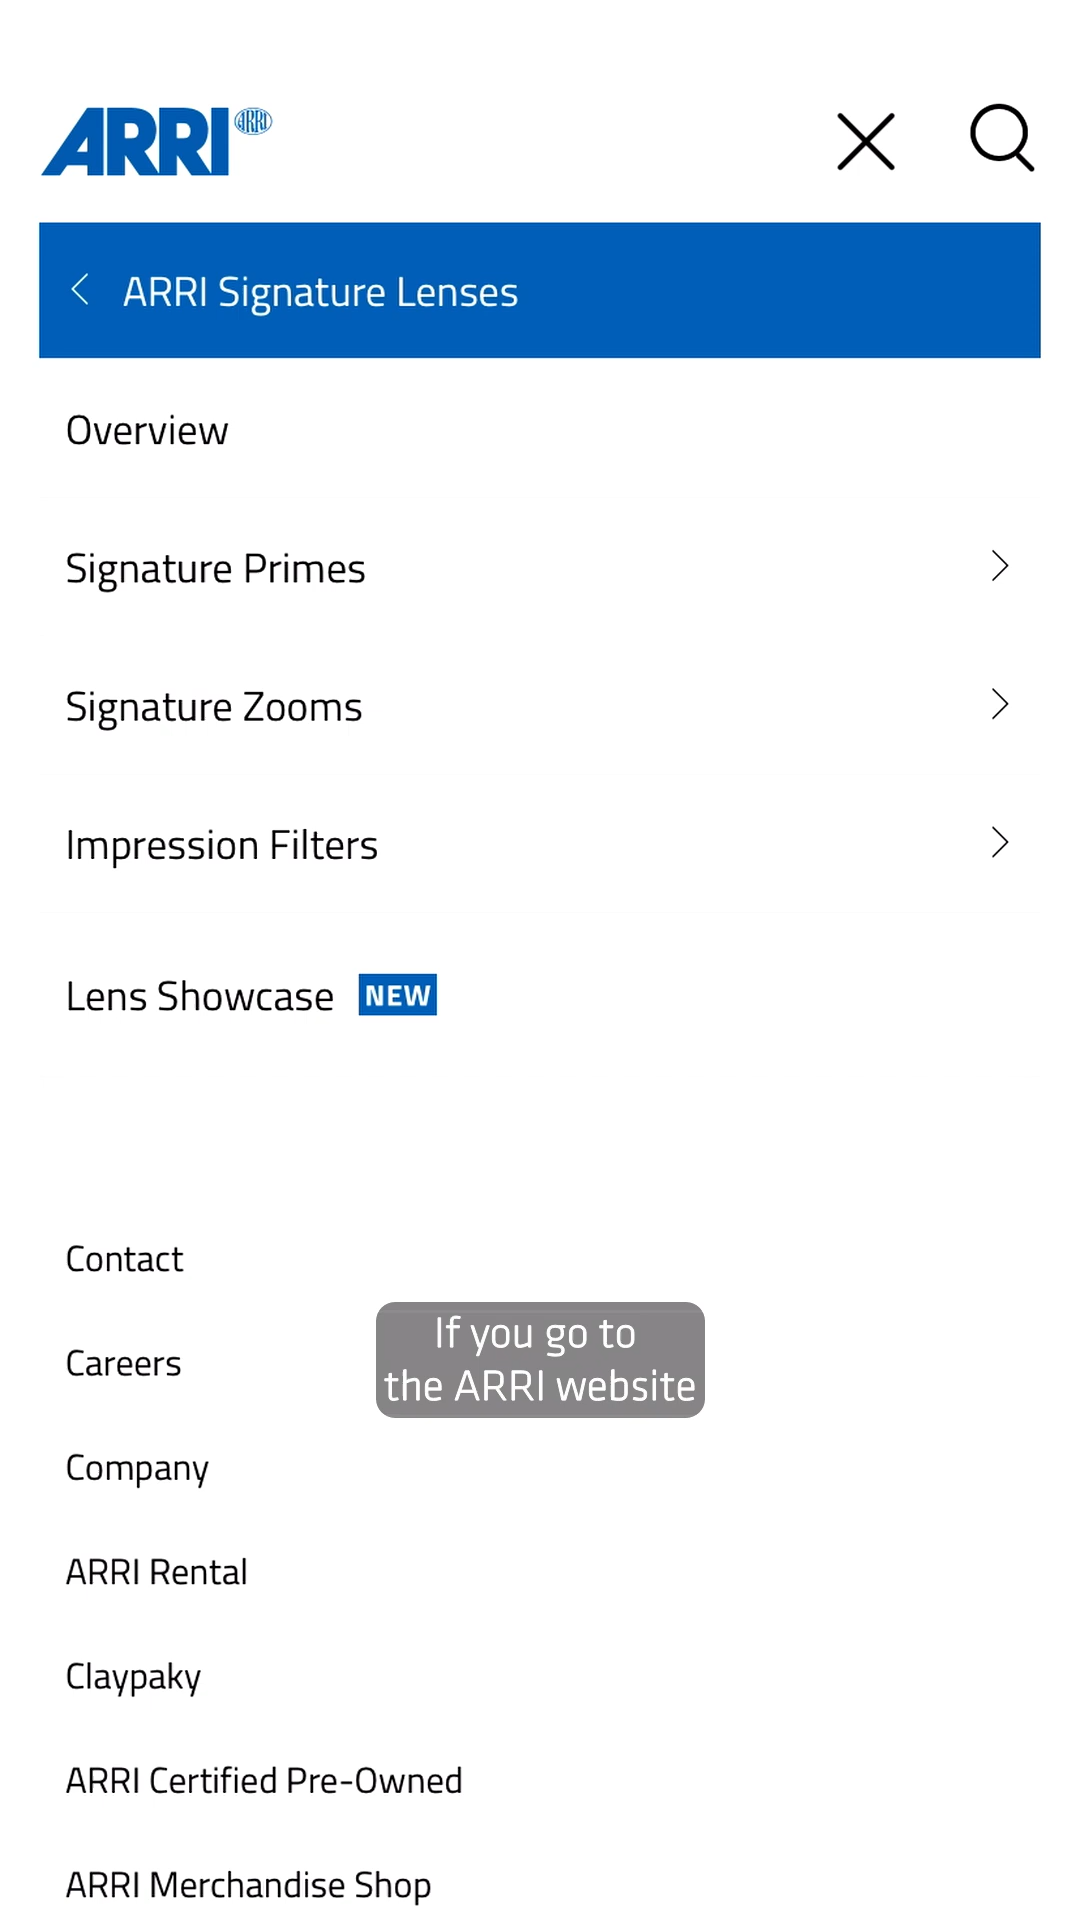 ARRI ARRI
ARRI Signature Lenses
Overview
Signature Primes
Signature Zooms
Impression Filters
Lens Showcase NEW
Contact
If you go to
the ARRI website
Careers
Company
ARRI Rental
Claypaky
ARRI Certified Pre-Owned
ARRI Merchandise Shop